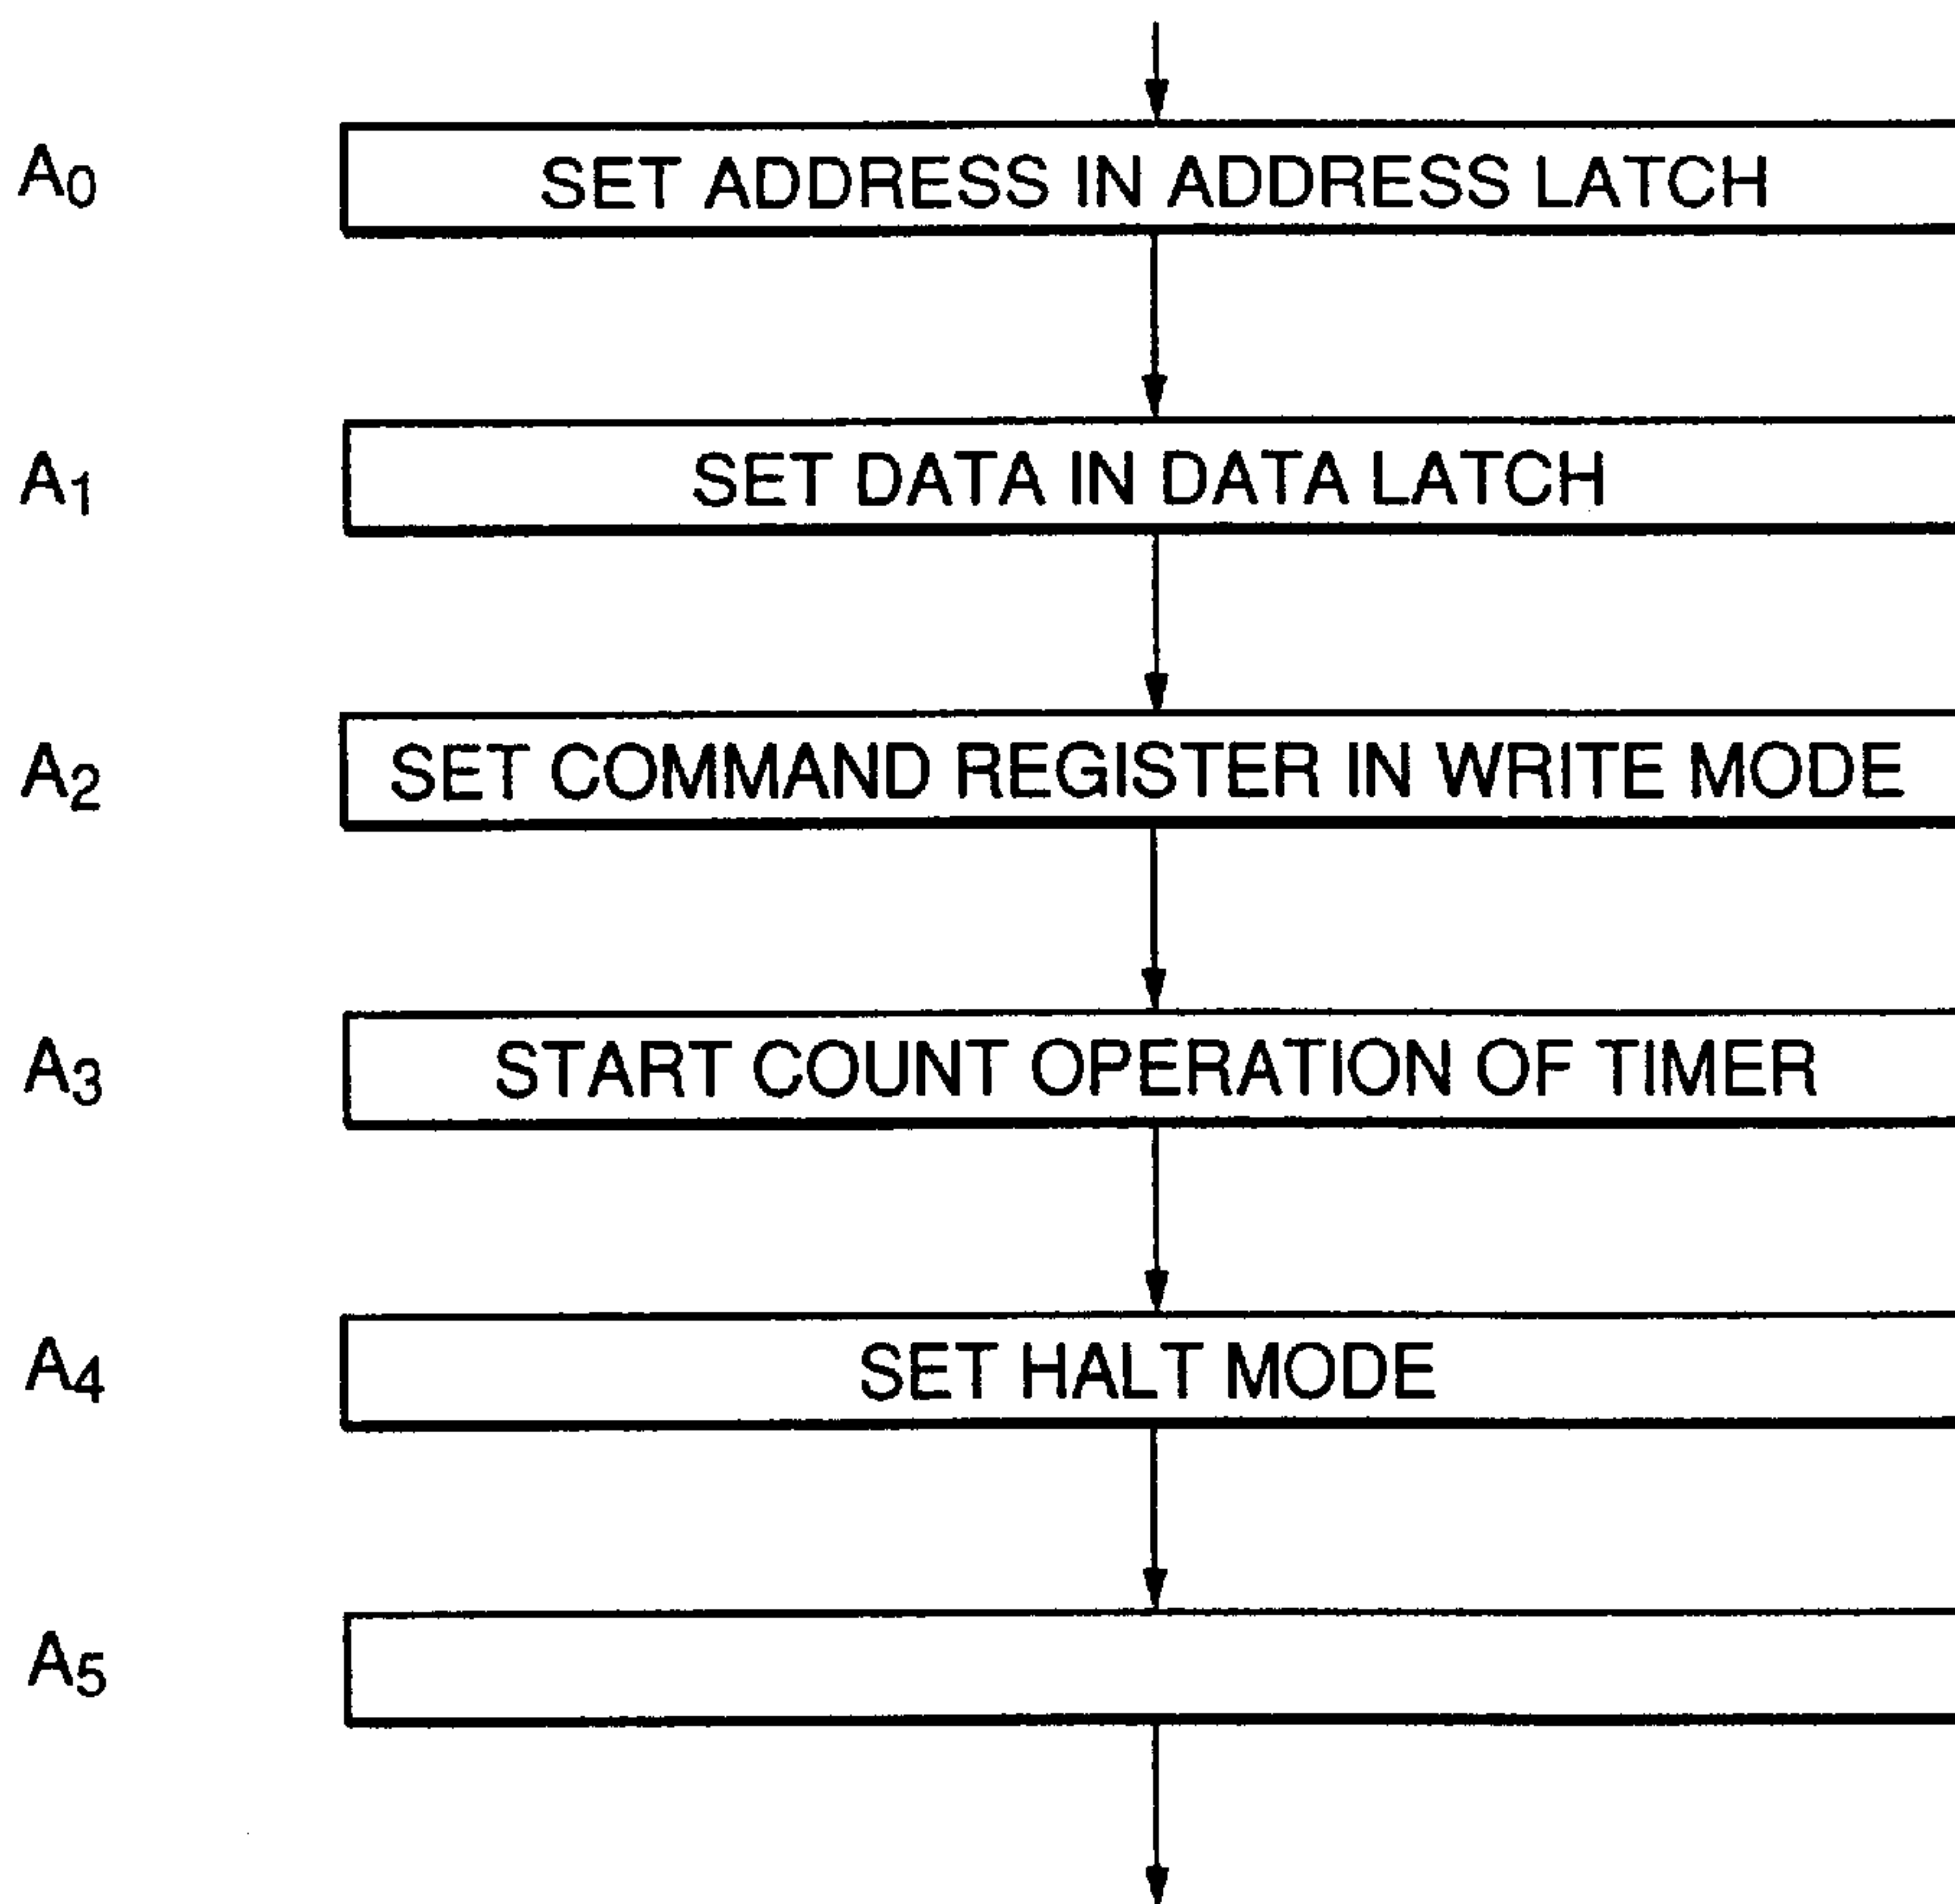 A0 SET ADDRESS IN ADDRESS LATCH
A1 SET DATA IN DATA LATCH
A2 SET COMMAND REGISTER IN WRITE MODE
A3 START COUNT OPERATION OF TIMER
A4 SET HALT MODE
A5